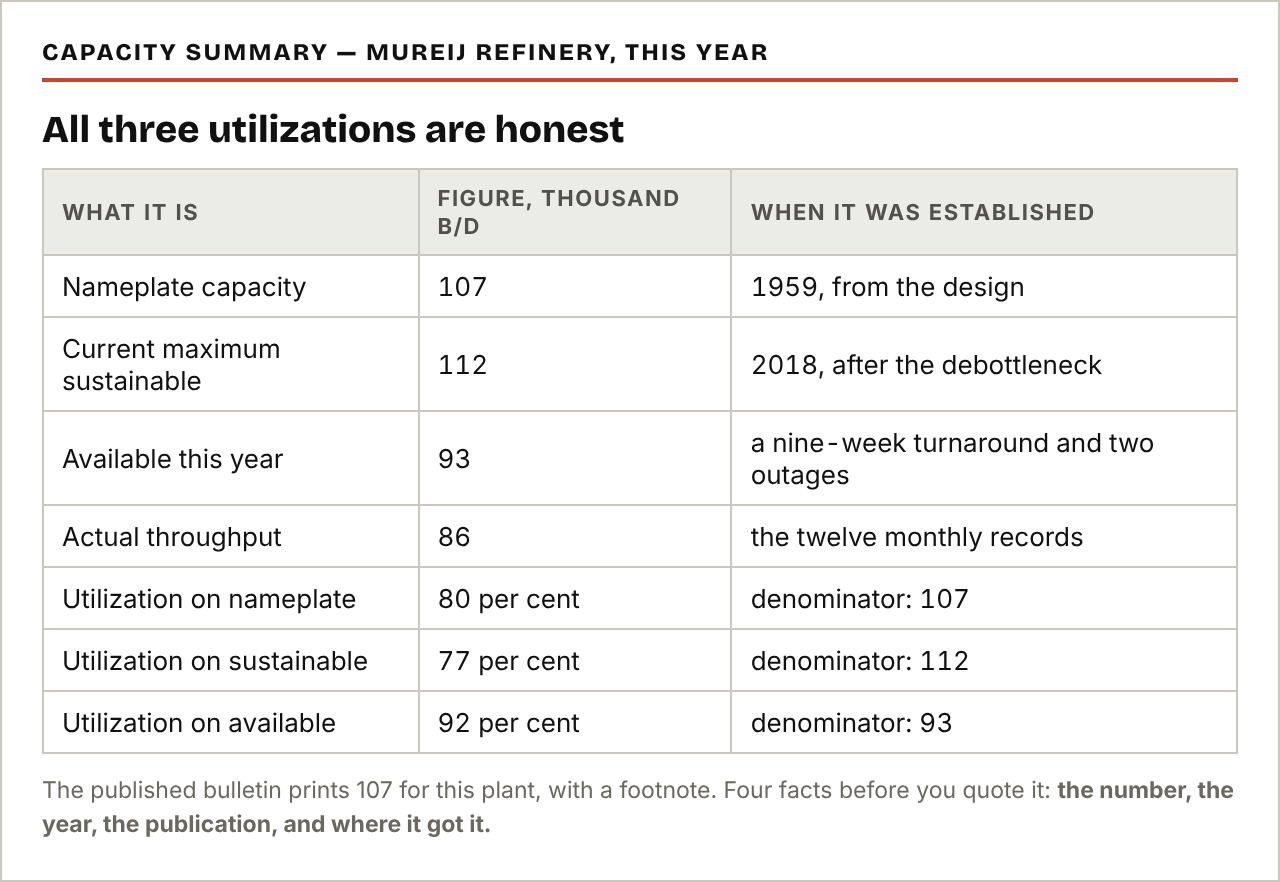 CAPACITY SUMMARY — MUREIJ REFINERY, THIS YEAR
All three utilizations are honest
WHAT IT IS
FIGURE, THOUSAND
B/D
WHEN IT WAS ESTABLISHED
Nameplate capacity
107
1959, from the design
Current maximum
sustainable
112
2018, after the debottleneck
Available this year
93
a nine-week turnaround and two
outages
Actual throughput
86
the twelve monthly records
Utilization on nameplate
80 per cent
denominator: 107
Utilization on sustainable
77 per cent
denominator: 112
Utilization on available
92 per cent
denominator: 93
The published bulletin prints 107 for this plant, with a footnote. Four facts before you quote it: the number, the
year, the publication, and where it got it.